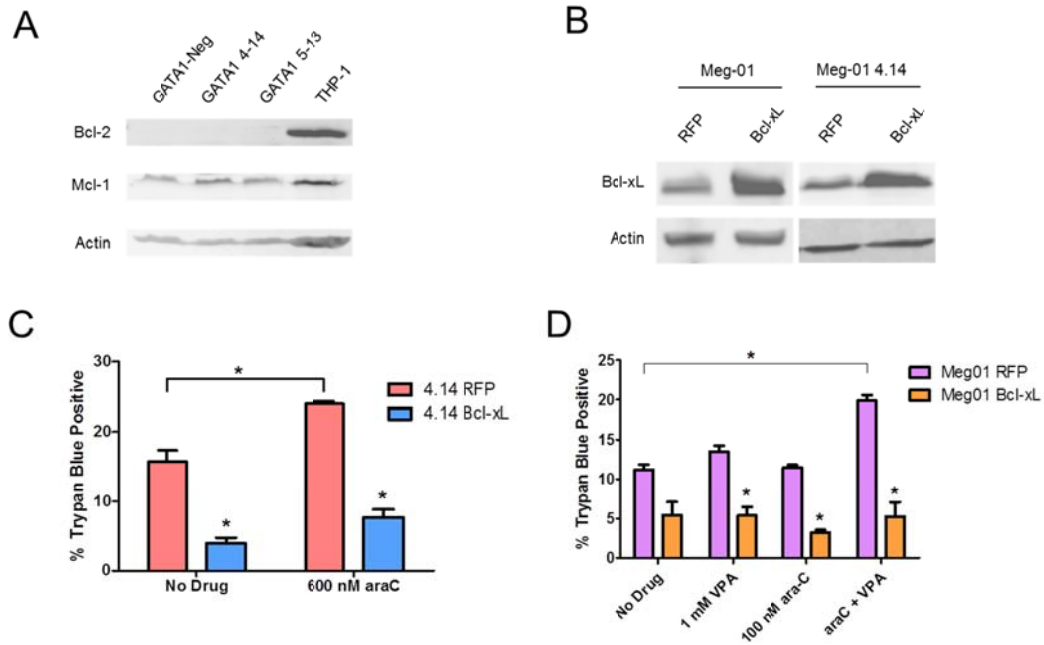 A
GATA1-Neg
GATA1 4-14
GATA1 5-13
THP-1
Bcl-2
Mcl-1
Actin
B
Meg-01
Meg-01 4.14
RFP
Bcl-xL
RFP
Bcl-xL
Bcl-xL
Actin
C
% Trypan Blue Positive
30
20
10
0
*
*
*
No Drug
600 nM araC
4.14 RFP
4.14 Bcl-xL
D
% Trypan Blue Positive
25
20
15
10
5
0
*
*
*
*
No Drug
1 mM VPA
100 nM ara-C
araC + VPA
Meg01 RFP
Meg01 Bcl-xL